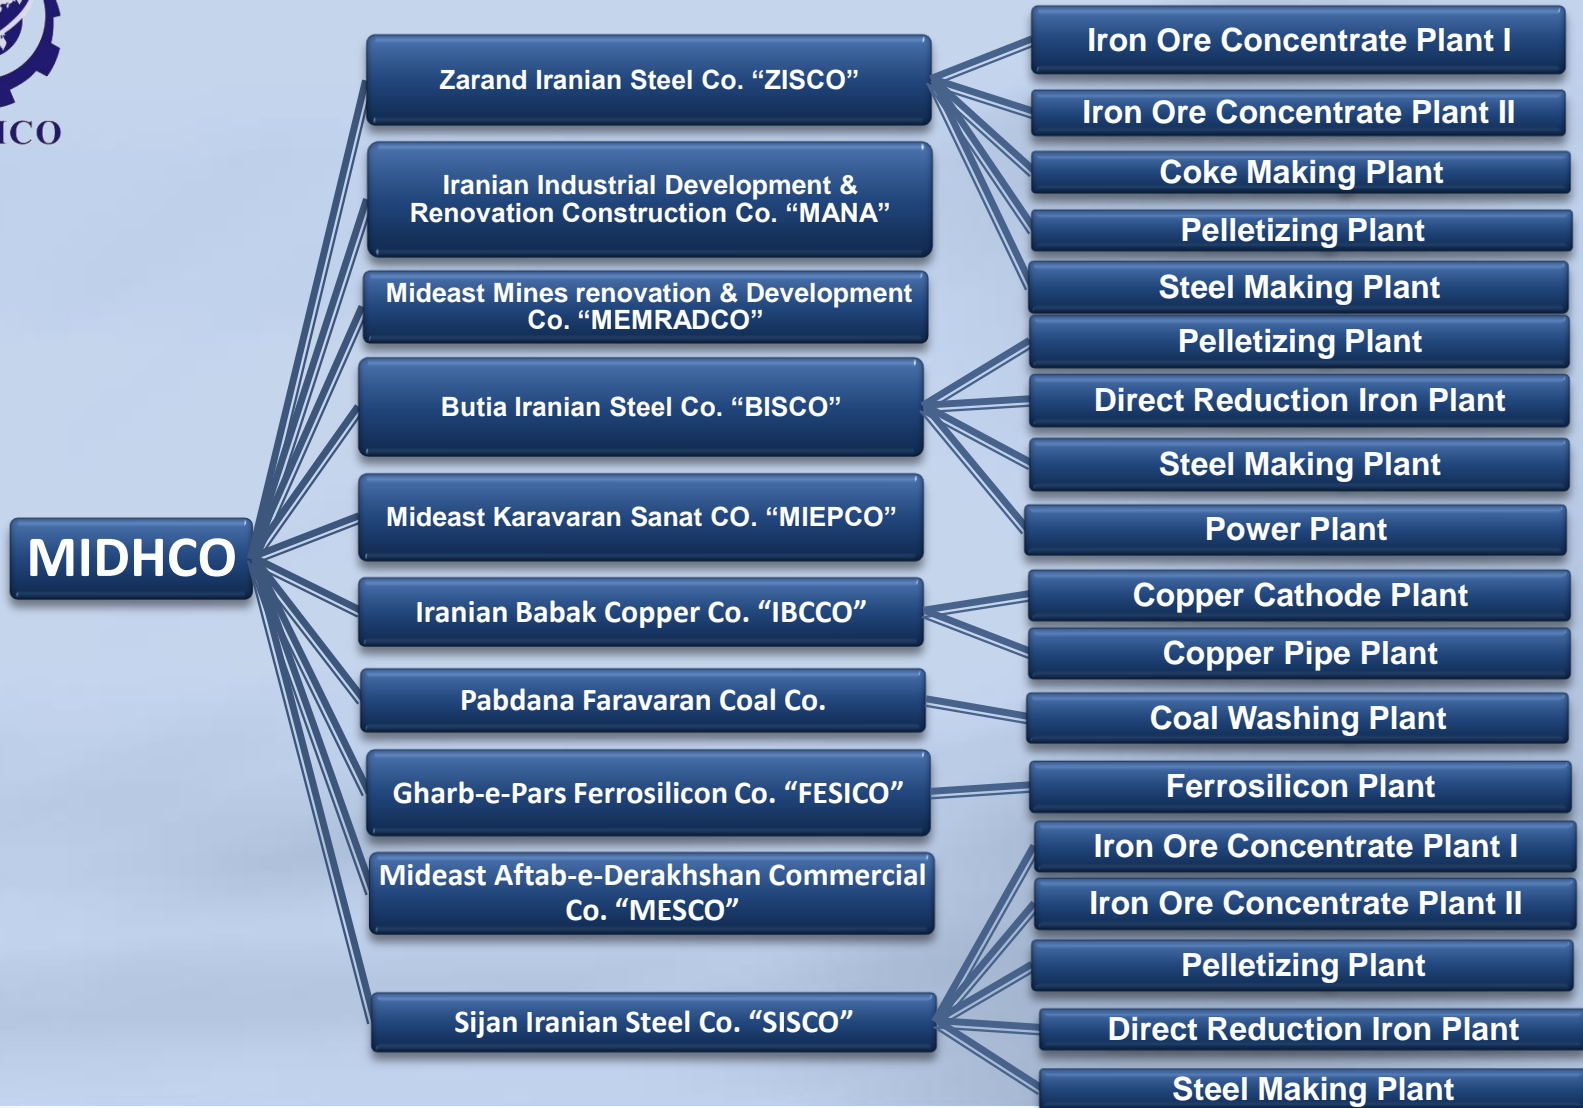 ICO
MIDHCO
Zarand Iranian Steel Co. “ZISCO”
Iranian Industrial Development &
Renovation Construction Co. “MANA”
Mideast Mines renovation & Development
Co. “MEMRADCO”
Butia Iranian Steel Co. “BISCO”
Mideast Karavaran Sanat CO. “MIEPCO”
Iranian Babak Copper Co. “IBCCO”
Pabdana Faravaran Coal Co.
Gharb-e-Pars Ferrosilicon Co. “FESICO”
Mideast Aftab-e-Derakhshan Commercial
Co. “MESCO”
Sijan Iranian Steel Co. “SISCO”
Iron Ore Concentrate Plant I
Iron Ore Concentrate Plant II
Coke Making Plant
Pelletizing Plant
Steel Making Plant
Pelletizing Plant
Direct Reduction Iron Plant
Steel Making Plant
Power Plant
Copper Cathode Plant
Copper Pipe Plant
Coal Washing Plant
Ferrosilicon Plant
Iron Ore Concentrate Plant I
Iron Ore Concentrate Plant II
Pelletizing Plant
Direct Reduction Iron Plant
Steel Making Plant